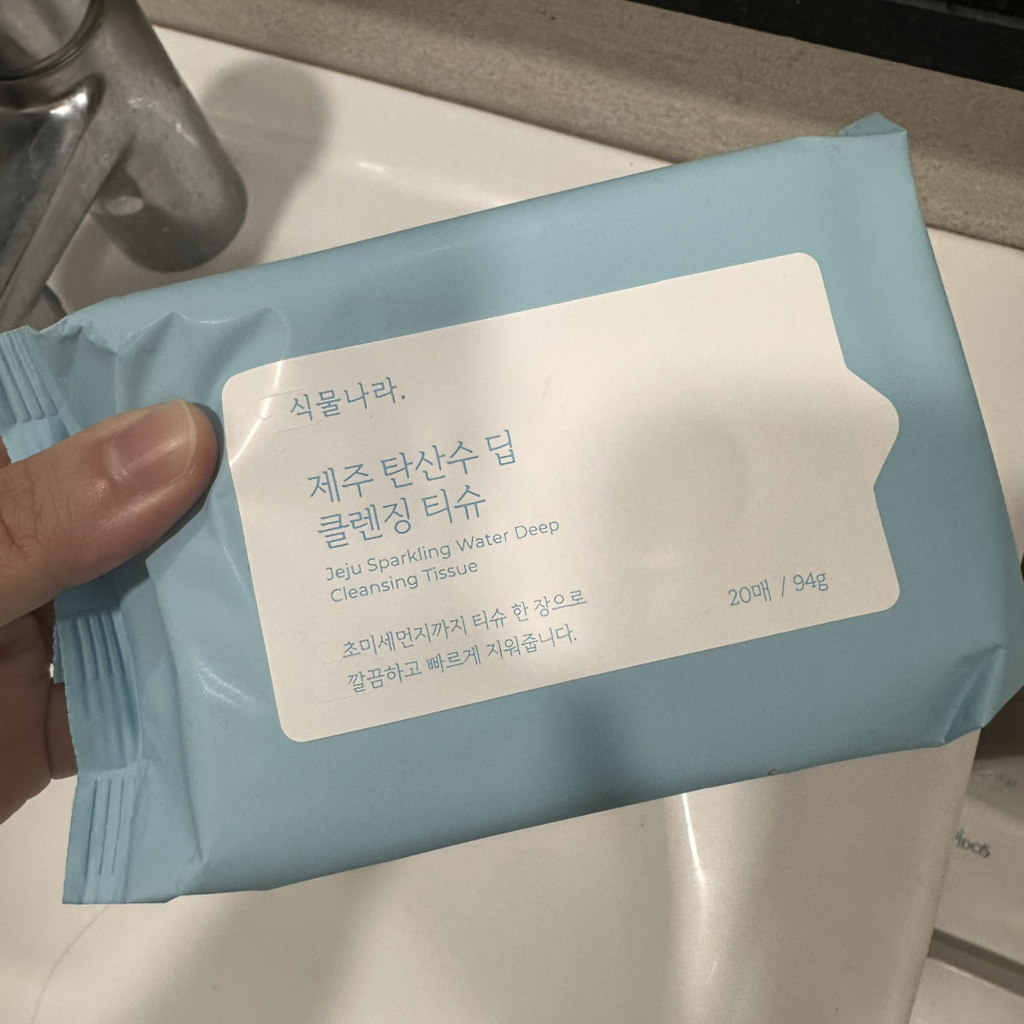 식물나라.
제주 탄산수 딥
클렌징 티슈
Jeju Sparkling Water Deep
Cleansing Tissue
초미세먼지까지 티슈 한 장으로
깔끔하고 빠르게 지워줍니다.
20매 / 94g